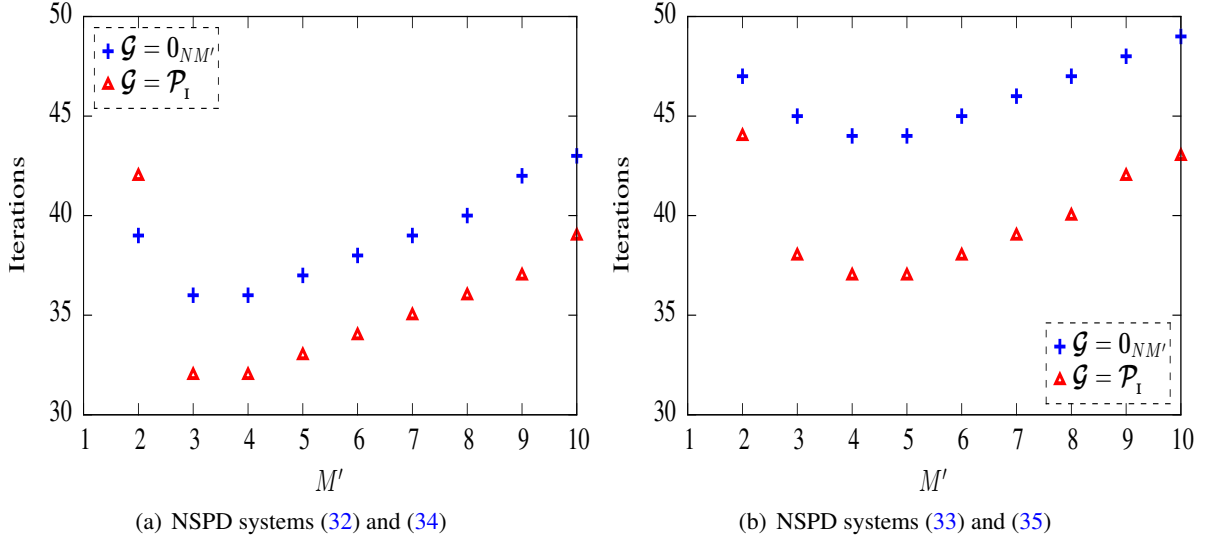 50
45
40
35
30
Iterations
𝓖 = 0_{NM′}
𝓖 = 𝓟_I
1 2 3 4 5 6 7 8 9 10
M′
(a) NSPD systems (32) and (34)
50
45
40
35
30
Iterations
𝓖 = 0_{NM′}
𝓖 = 𝓟_I
1 2 3 4 5 6 7 8 9 10
M′
(b) NSPD systems (33) and (35)